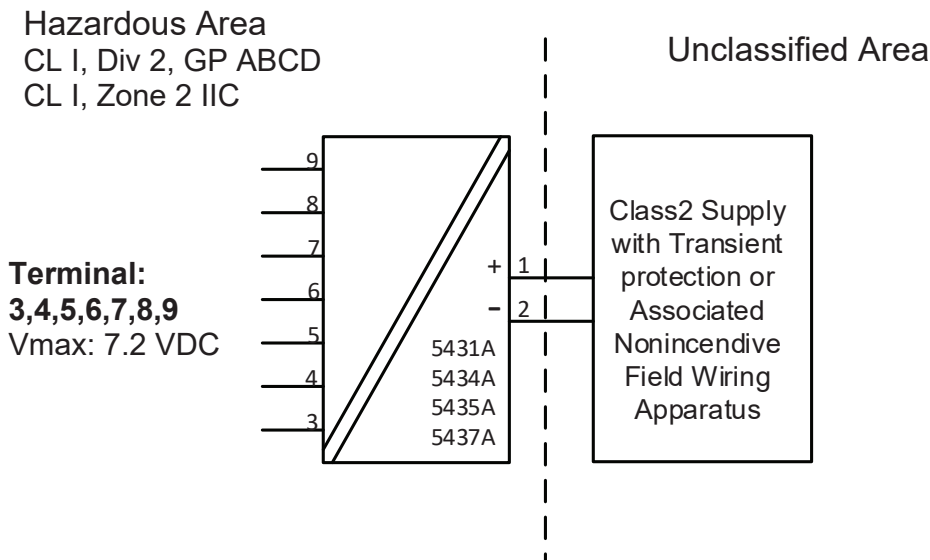 Hazardous Area
CL I, Div 2, GP ABCD
CL I, Zone 2 IIC
Unclassified Area
9
8
7
6
5
4
3
Terminal:
3,4,5,6,7,8,9
Vmax: 7.2 VDC
+ 1
- 2
5431A
5434A
5435A
5437A
Class2 Supply
with Transient
protection or
Associated
Nonincendive
Field Wiring
Apparatus